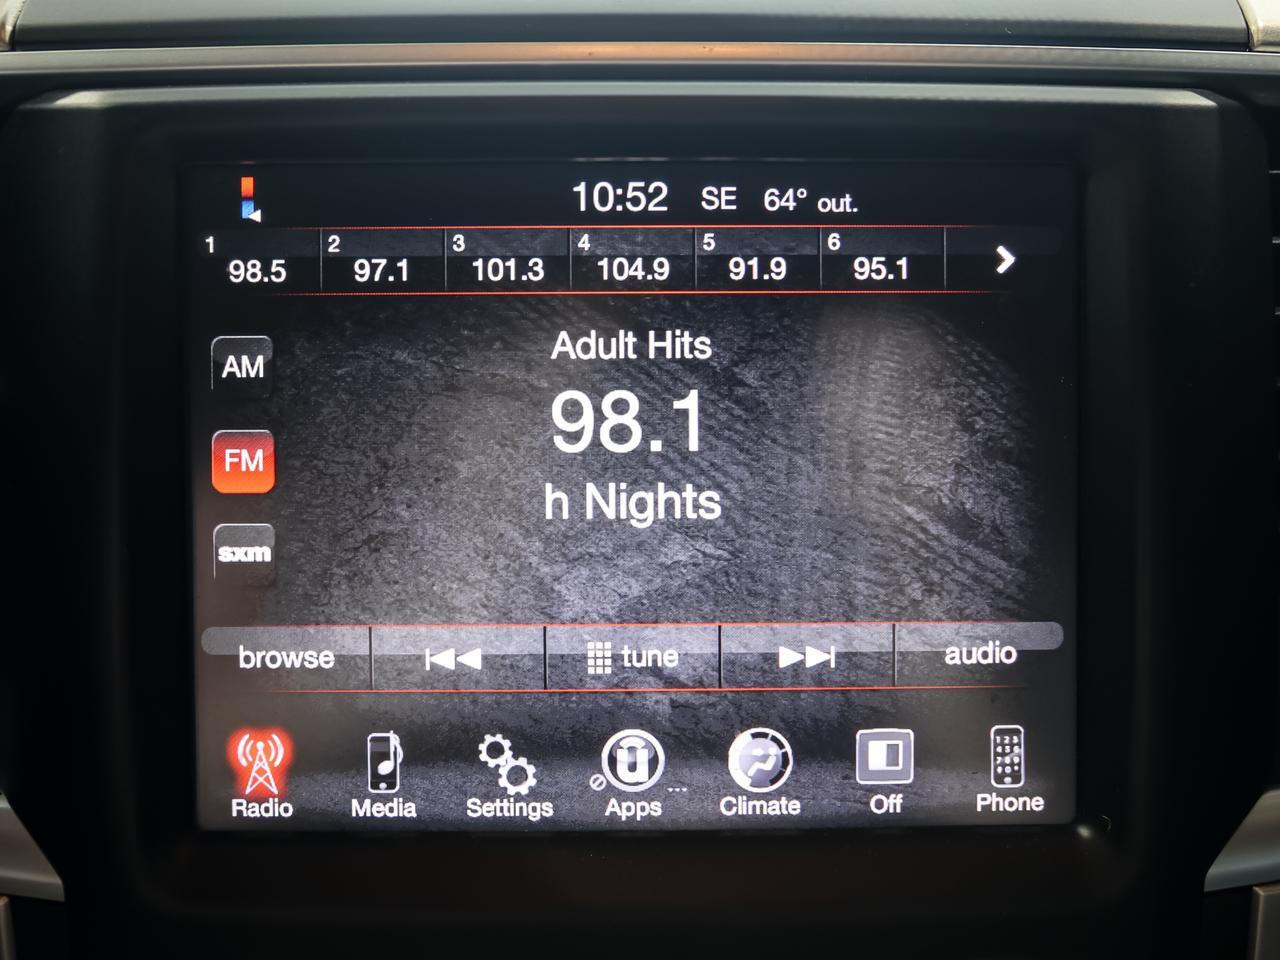 10:52 SE 64° out.
1 2 3 4 5 6
98.5 97.1 101.3 104.9 91.9 95.1
Adult Hits
AM
98.1
FM
h Nights
sxm
browse tune audio
Radio Media Settings Apps Climate Off Phone